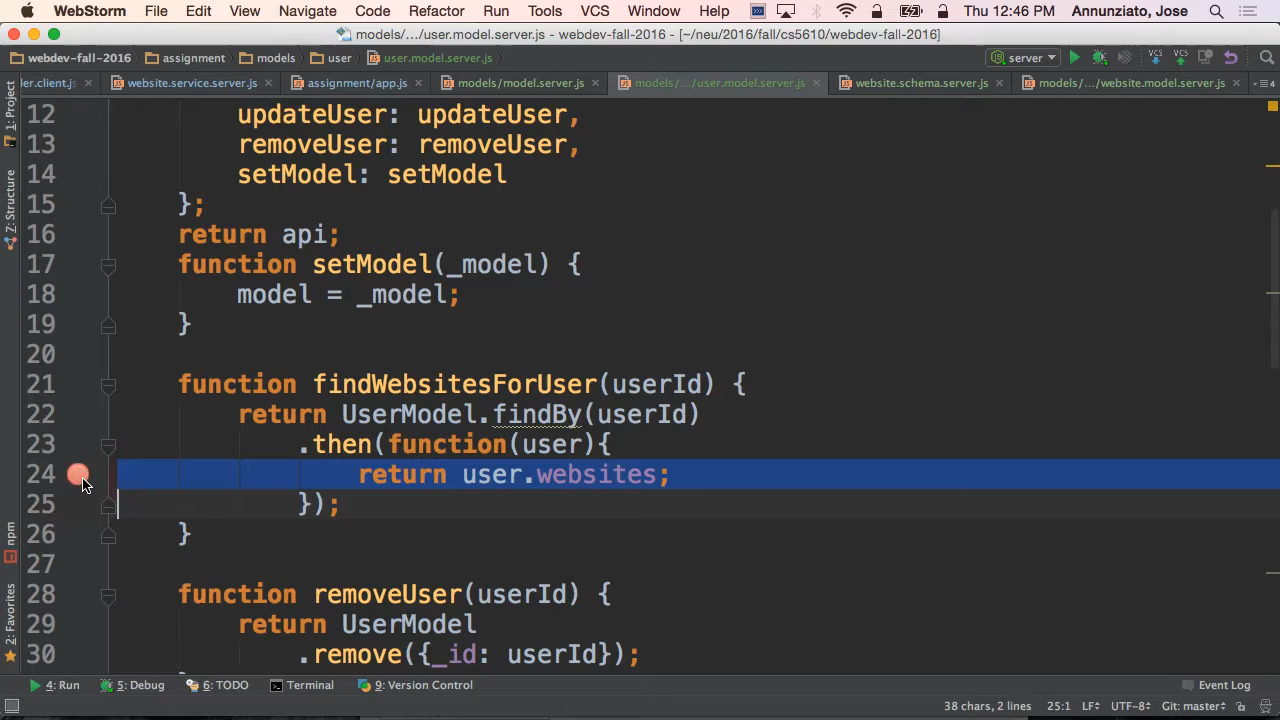 WebStorm File Edit View Navigate Code Refactor Run Tools VCS Window Help Thu 12:46 PM Annunziato, Jose
models/.../user.model.server.js - webdev-fall-2016 - [~/neu/2016/fall/cs5610/webdev-fall-2016]
webdev-fall-2016 assignment models user user.model.server.js server VCS VCS
er.client.js website.service.server.js assignment/app.js models/model.server.js models/.../user.model.server.js website.schema.server.js models/.../website.model.server.js 4
1: Project
Z: Structure
npm
2: Favorites
12 updateUser: updateUser,
13 removeUser: removeUser,
14 setModel: setModel
15 };
16 return api;
17 function setModel(_model) {
18 model = _model;
19 }
20
21 function findWebsitesForUser(userId) {
22 return UserModel.findBy(userId)
23 .then(function(user){
24 return user.websites;
25 });
26 }
27
28 function removeUser(userId) {
29 return UserModel
30 .remove({_id: userId});
4: Run 5: Debug 6: TODO Terminal 9: Version Control Event Log
38 chars, 2 lines 25:1 LF UTF-8 Git: master